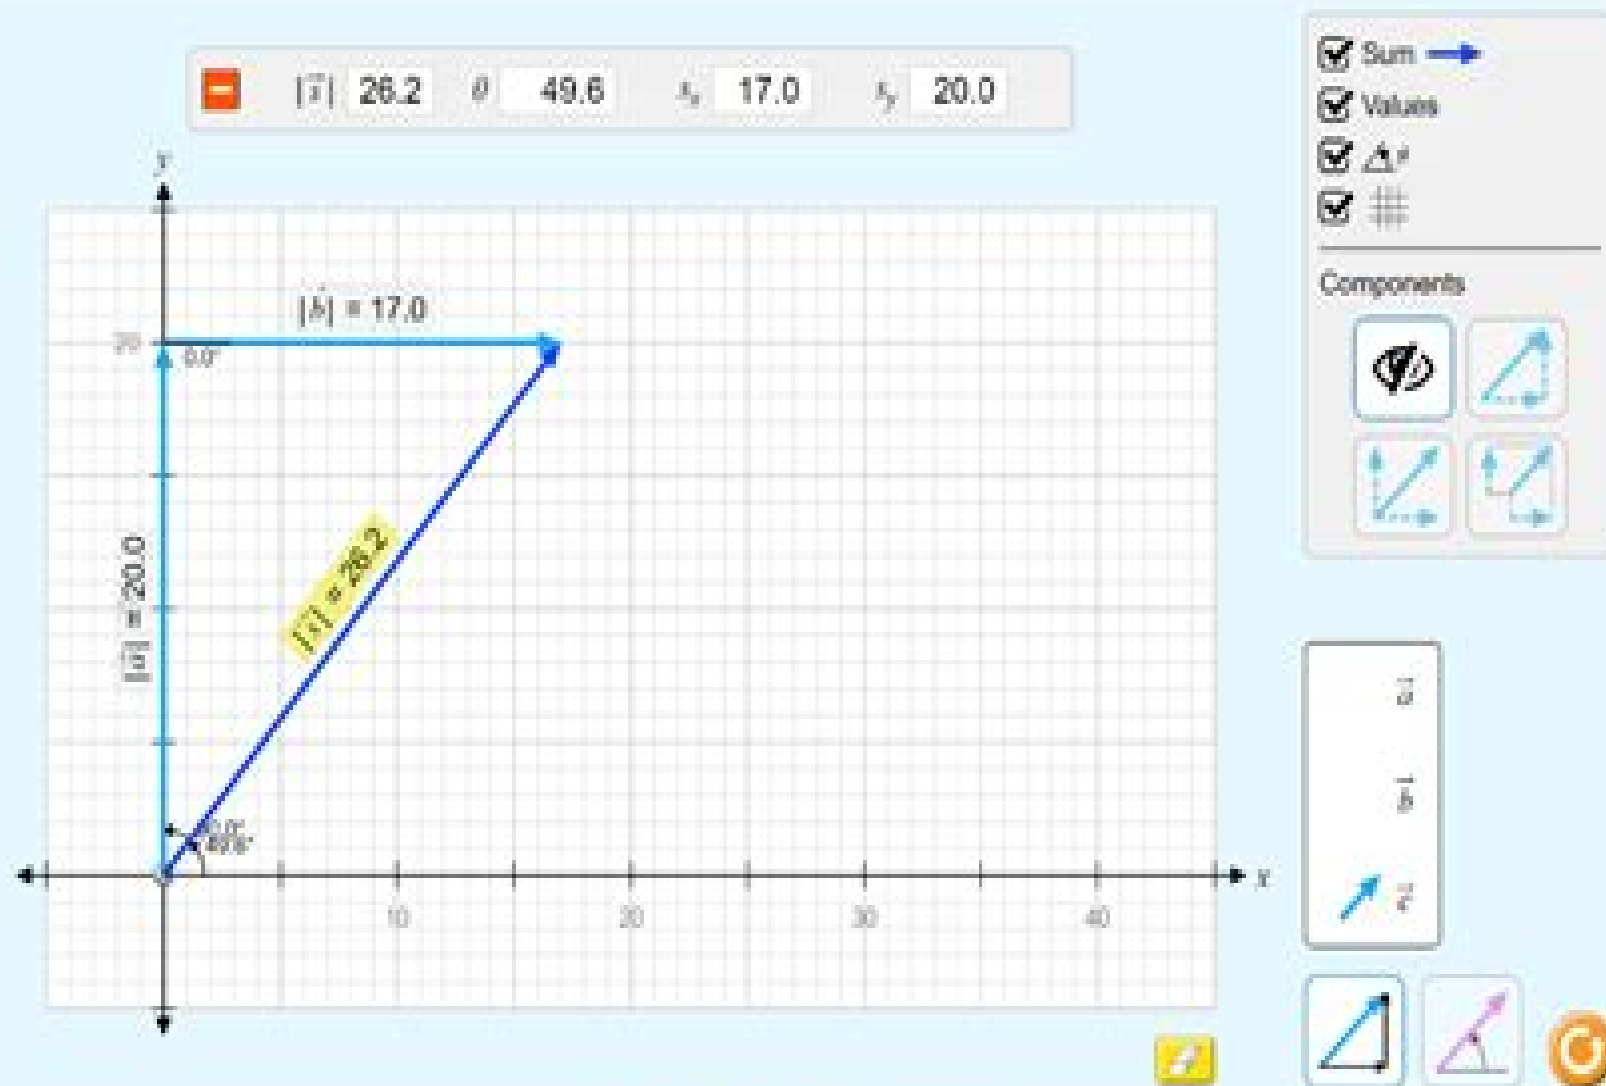 |s⃗| 26.2 θ 49.6 sₓ 17.0 s_y 20.0
y
|b⃗| = 17.0
20
0.0°
|a⃗| = 20.0
|s⃗| = 26.2
49.6°
x
10 20 30 40
Sum
Values
Components
a⃗
b⃗
c⃗